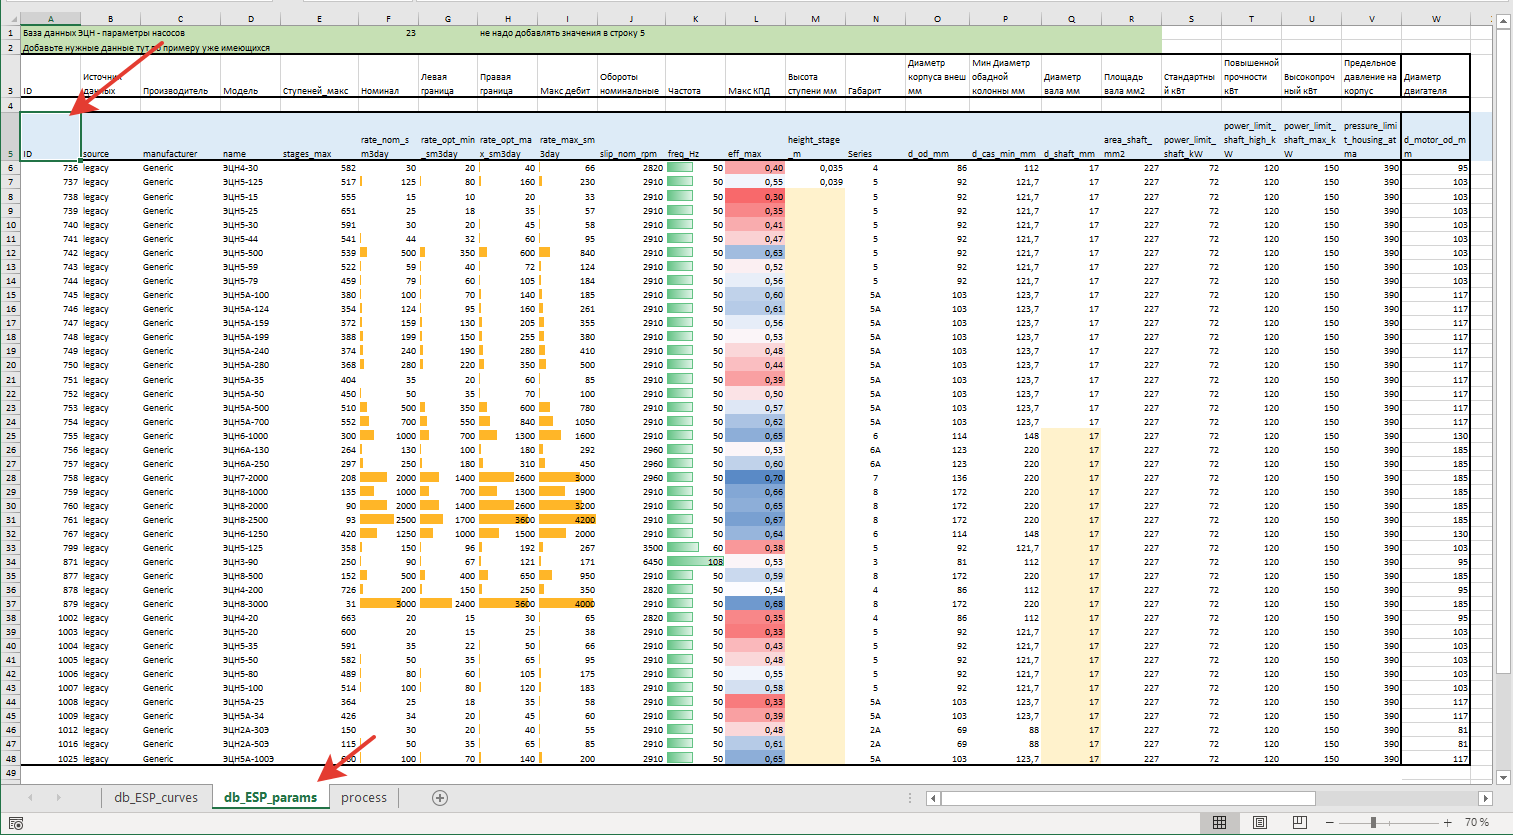 A B C D E F G H I J K L M N O P Q R S T U V W
1 База данных ЭЦН - параметры насосов 23 не надо добавлять значения в строку 5
2 Добавьте нужные данные тут по примеру уже имеющихся
3 ID Источник данных Производитель Модель Ступеней_макс Номинал Левая граница Правая граница Макс дебит Обороты номинальные Частота Макс КПД Высота ступени мм Габарит Диаметр корпуса внеш мм Мин Диаметр обадной колонны мм Диаметр вала мм Площадь вала мм2 Стандартный кВт Повышенной прочности кВт Высокопрочный кВт Предельное давление на корпус Диаметр двигателя
4
5 ID source manufacturer name stages_max rate_nom_sm3day rate_opt_min_sm3day rate_opt_max_sm3day rate_max_sm3day slip_nom_rpm freq_Hz eff_max height_stage_m Series d_od_mm d_cas_min_mm d_shaft_mm area_shaft_mm2 power_limit_shaft_kW power_limit_shaft_high_kW power_limit_shaft_max_kW pressure_limit_housing_atma d_motor_od_mm
6 736 legacy Generic ЭЦН4-30 582 30 20 40 66 2820 50 0,40 0,035 4 86 112 17 227 72 120 150 390 95
7 737 legacy Generic ЭЦН5-125 517 125 80 160 230 2910 50 0,55 0,039 5 92 121,7 17 227 72 120 150 390 103
8 738 legacy Generic ЭЦН5-15 555 15 10 20 33 2910 50 0,30 5 92 121,7 17 227 72 120 150 390 103
9 739 legacy Generic ЭЦН5-25 651 25 18 35 57 2910 50 0,35 5 92 121,7 17 227 72 120 150 390 103
10 740 legacy Generic ЭЦН5-30 591 30 20 45 58 2910 50 0,41 5 92 121,7 17 227 72 120 150 390 103
11 741 legacy Generic ЭЦН5-44 541 44 32 60 95 2910 50 0,47 5 92 121,7 17 227 72 120 150 390 103
12 742 legacy Generic ЭЦН5-500 539 500 350 600 840 2910 50 0,63 5 92 121,7 17 227 72 120 150 390 103
13 743 legacy Generic ЭЦН5-59 522 59 40 72 124 2910 50 0,52 5 92 121,7 17 227 72 120 150 390 103
14 744 legacy Generic ЭЦН5-79 459 79 60 105 184 2910 50 0,56 5 92 121,7 17 227 72 120 150 390 103
15 745 legacy Generic ЭЦН5А-100 380 100 70 140 185 2910 50 0,60 5А 103 123,7 17 227 72 120 150 390 117
16 746 legacy Generic ЭЦН5А-124 354 124 95 160 261 2910 50 0,61 5А 103 123,7 17 227 72 120 150 390 117
17 747 legacy Generic ЭЦН5А-159 372 159 130 205 355 2910 50 0,56 5А 103 123,7 17 227 72 120 150 390 117
18 748 legacy Generic ЭЦН5А-199 388 199 150 255 380 2910 50 0,53 5А 103 123,7 17 227 72 120 150 390 117
19 749 legacy Generic ЭЦН5А-240 374 240 190 280 410 2910 50 0,48 5А 103 123,7 17 227 72 120 150 390 117
20 750 legacy Generic ЭЦН5А-280 368 280 220 350 500 2910 50 0,44 5А 103 123,7 17 227 72 120 150 390 117
21 751 legacy Generic ЭЦН5А-35 404 35 20 60 85 2910 50 0,39 5А 103 123,7 17 227 72 120 150 390 117
22 752 legacy Generic ЭЦН5А-50 450 50 35 70 100 2910 50 0,50 5А 103 123,7 17 227 72 120 150 390 117
23 753 legacy Generic ЭЦН5А-500 510 500 350 600 780 2910 50 0,57 5А 103 123,7 17 227 72 120 150 390 117
24 754 legacy Generic ЭЦН5А-700 552 700 550 840 1050 2910 50 0,62 5А 103 123,7 17 227 72 120 150 390 117
25 755 legacy Generic ЭЦН6-1000 300 1000 700 1300 1600 2910 50 0,65 6 114 148 17 227 72 120 150 390 130
26 756 legacy Generic ЭЦН6А-130 264 130 100 180 292 2960 50 0,53 6А 123 220 17 227 72 120 150 390 185
27 757 legacy Generic ЭЦН6А-250 297 250 180 310 450 2960 50 0,60 6А 123 220 17 227 72 120 150 390 185
28 758 legacy Generic ЭЦН7-2000 208 2000 1400 2600 3000 2960 50 0,70 7 136 220 17 227 72 120 150 390 185
29 759 legacy Generic ЭЦН8-1000 135 1000 700 1300 1900 2910 50 0,66 8 172 220 17 227 72 120 150 390 185
30 760 legacy Generic ЭЦН8-2000 90 2000 1400 2600 3200 2910 50 0,65 8 172 220 17 227 72 120 150 390 185
31 761 legacy Generic ЭЦН8-2500 93 2500 1700 3600 4200 2910 50 0,67 8 172 220 17 227 72 120 150 390 185
32 767 legacy Generic ЭЦН6-1250 420 1250 1000 1500 2000 2910 50 0,64 6 114 148 17 227 72 120 150 390 130
33 799 legacy Generic ЭЦН5-125 358 150 96 192 267 3500 60 0,38 5 92 121,7 17 227 72 120 150 390 103
34 871 legacy Generic ЭЦН3-90 250 90 67 121 171 6450 108 0,53 3 81 112 17 227 72 120 150 390 95
35 877 legacy Generic ЭЦН8-500 152 500 400 650 950 2910 50 0,59 8 172 220 17 227 72 120 150 390 185
36 878 legacy Generic ЭЦН4-200 726 200 150 250 350 2820 50 0,54 4 86 112 17 227 72 120 150 390 95
37 879 legacy Generic ЭЦН8-3000 31 3000 2400 3600 4000 2910 50 0,68 8 172 220 17 227 72 120 150 390 185
38 1002 legacy Generic ЭЦН4-20 663 20 15 30 65 2820 50 0,35 4 86 112 17 227 72 120 150 390 95
39 1003 legacy Generic ЭЦН5-20 600 20 15 25 38 2910 50 0,33 5 92 121,7 17 227 72 120 150 390 103
40 1004 legacy Generic ЭЦН5-35 591 35 22 50 66 2910 50 0,43 5 92 121,7 17 227 72 120 150 390 103
41 1005 legacy Generic ЭЦН5-50 582 50 35 65 95 2910 50 0,48 5 92 121,7 17 227 72 120 150 390 103
42 1006 legacy Generic ЭЦН5-80 489 80 60 105 175 2910 50 0,55 5 92 121,7 17 227 72 120 150 390 103
43 1007 legacy Generic ЭЦН5-100 514 100 80 120 183 2910 50 0,58 5 92 121,7 17 227 72 120 150 390 103
44 1008 legacy Generic ЭЦН5А-25 364 25 18 35 58 2910 50 0,33 5А 103 123,7 17 227 72 120 150 390 117
45 1009 legacy Generic ЭЦН5А-34 426 34 20 45 60 2910 50 0,39 5А 103 123,7 17 227 72 120 150 390 117
46 1012 legacy Generic ЭЦН2А-30Э 150 30 20 40 55 2910 50 0,48 2А 69 88 17 227 72 120 150 390 81
47 1016 legacy Generic ЭЦН2А-50Э 115 50 35 65 85 2910 50 0,61 2А 69 88 17 227 72 120 150 390 81
48 1025 legacy Generic ЭЦН5А-100Э 100 70 140 200 2910 50 0,65 5А 103 123,7 17 227 72 120 150 390 117
49
db_ESP_curves db_ESP_params process
70 %